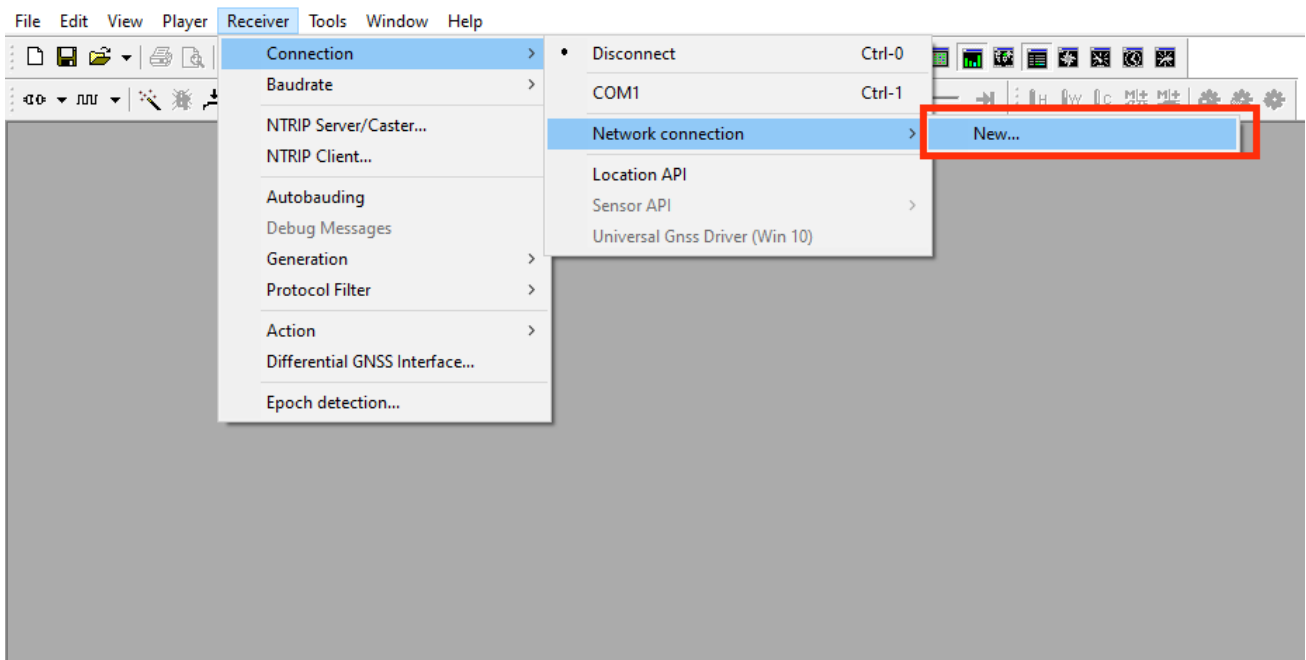 File Edit View Player Receiver Tools Window Help
Connection
Baudrate
NTRIP Server/Caster...
NTRIP Client...
Autobauding
Debug Messages
Generation
Protocol Filter
Action
Differential GNSS Interface...
Epoch detection...
Disconnect Ctrl-0
COM1 Ctrl-1
Network connection
Location API
Sensor API
Universal Gnss Driver (Win 10)
New...
H W C